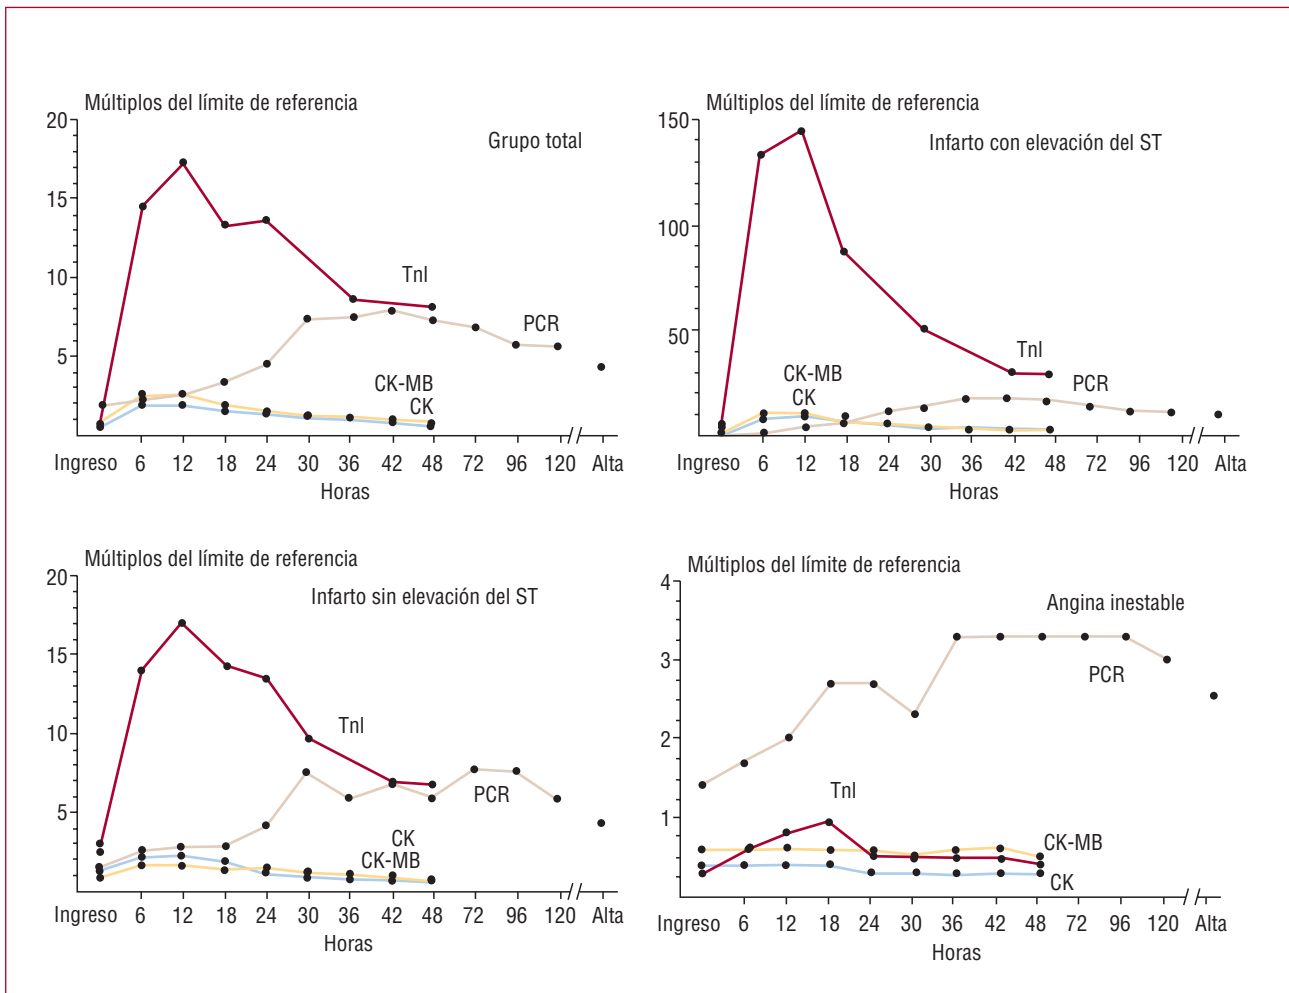 Múltiplos del límite de referencia
20
Grupo total
15
10
TnI
PCR
5
CK-MB
CK
Ingreso 6 12 18 24 30 36 42 48 72 96 120 Alta
Horas
Múltiplos del límite de referencia
150
Infarto con elevación del ST
100
50
TnI
CK-MB
PCR
CK
Ingreso 6 12 18 24 30 36 42 48 72 96 120 Alta
Horas
Múltiplos del límite de referencia
20
Infarto sin elevación del ST
15
10
TnI
PCR
5
CK
CK-MB
Ingreso 6 12 18 24 30 36 42 48 72 96 120 Alta
Horas
Múltiplos del límite de referencia
4
Angina inestable
3
PCR
2
TnI
1
CK-MB
CK
Ingreso 6 12 18 24 30 36 42 48 72 96 120 Alta
Horas